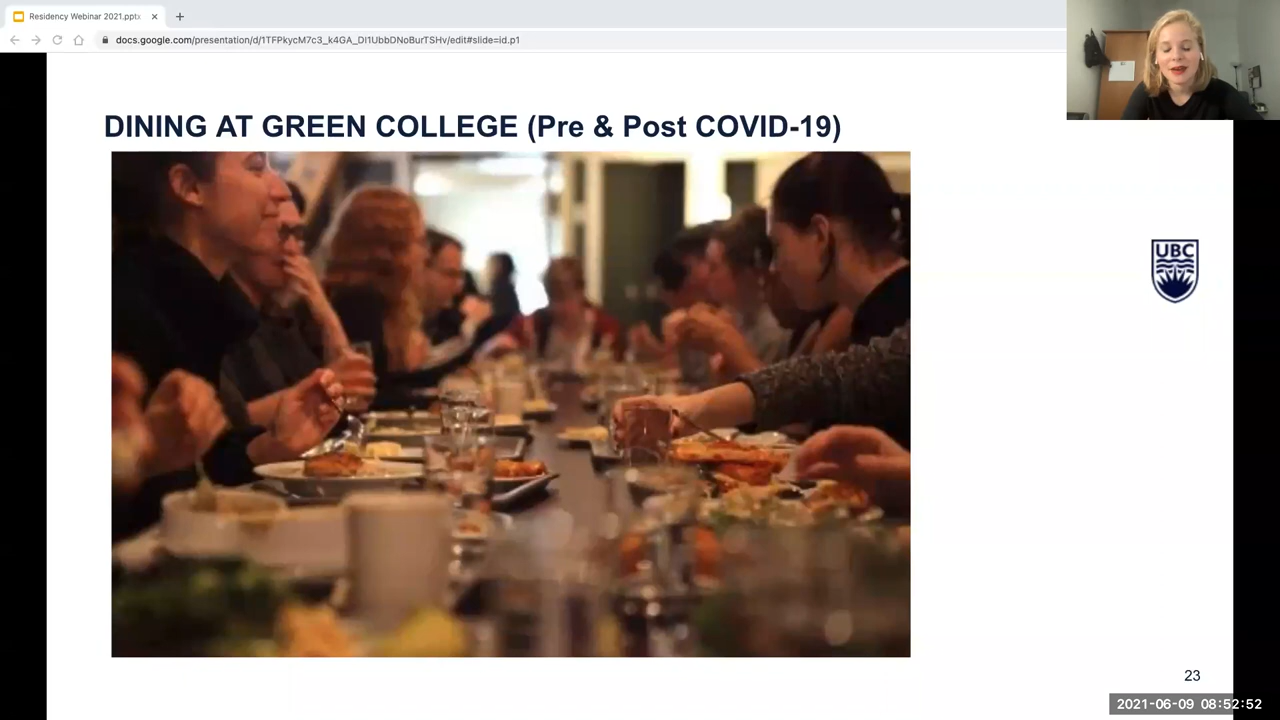 Residency Webinar 2021.pptx
docs.google.com/presentation/d/1TFPkycM7c3_k4GA_DI1UbbDNoBurTSHv/edit#slide=id.p1
DINING AT GREEN COLLEGE (Pre & Post COVID-19)
UBC
23
2021-06-09 08:52:52